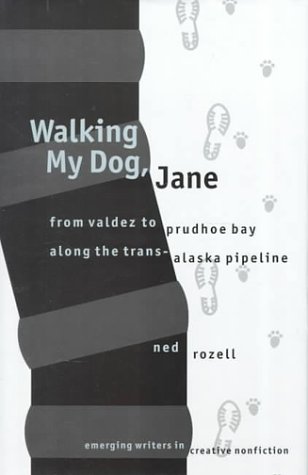 Walking
My Dog, Jane
from valdez to prudhoe bay
along the trans-alaska pipeline
ned rozell
emerging writers in creative nonfiction